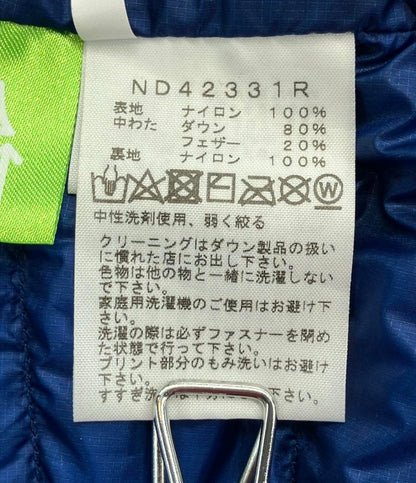 ND42331R
表地 ナイロン 100%
中わた ダウン 80%
フェザー 20%
裏地 ナイロン 100%
W
中性洗剤使用、弱く絞る
クリーニングはダウン製品の扱い
に慣れた店にお出し下さい。
色物は他の物と一緒に洗濯しない
で下さい。
家庭用洗濯機のご使用はお避け下
さい。
洗濯の際は必ずファスナーを閉め
た状態で行って下さい。
プリント部分のもみ洗いはお避け
下さい。
すすぎ洗